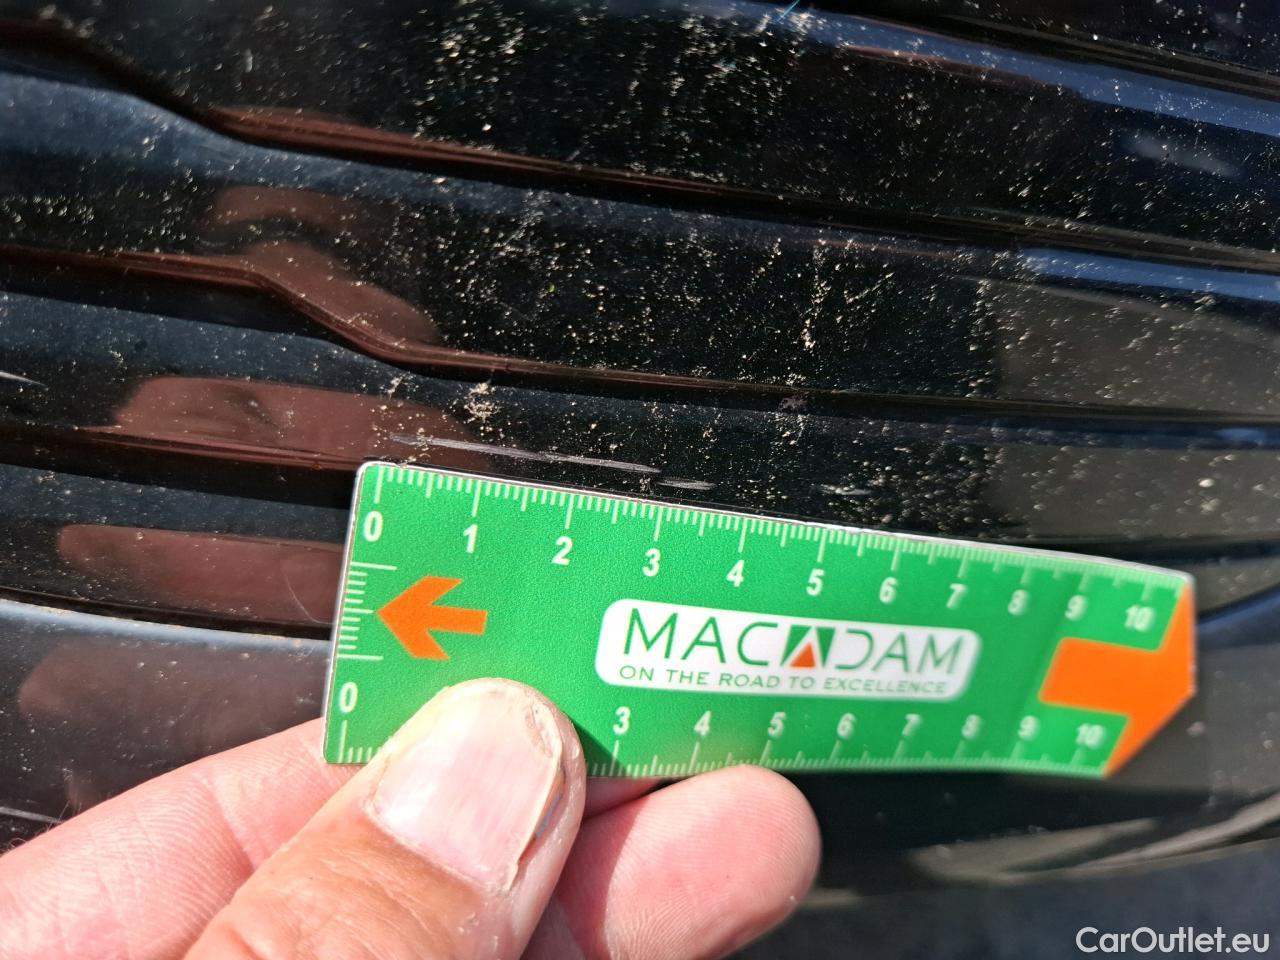 0 1 2 3 4 5 6 7 8 9 10
MACADAM
ON THE ROAD TO EXCELLENCE
0 3 4 5 6 7 8 9 10
CarOutlet.eu